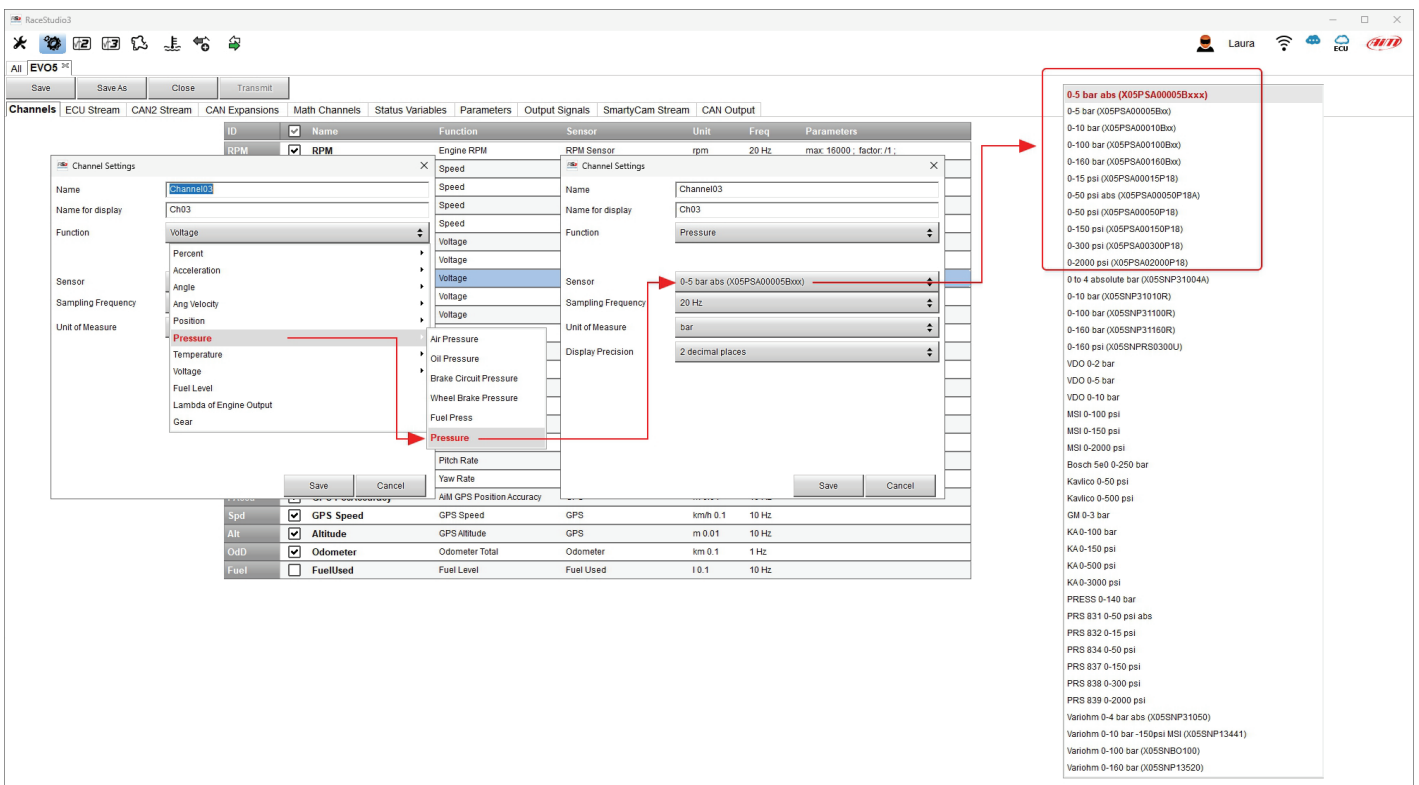 RaceStudio3
Laura
ECU
AiM
All EVO5
Save Save As Close Transmit
Channels ECU Stream CAN2 Stream CAN Expansions Math Channels Status Variables Parameters Output Signals SmartyCam Stream CAN Output
ID Name Function Sensor Unit Freq Parameters
RPM RPM Engine RPM RPM Sensor rpm 20 Hz max: 16000 ; factor: /1 ;
Speed
Speed
Speed
Speed
Voltage
Voltage
Voltage
Voltage
Voltage
Pitch Rate
Yaw Rate
AiM GPS Position Accuracy
Spd GPS Speed GPS Speed GPS km/h 0.1 10 Hz
Alt Altitude GPS Altitude GPS m 0.01 10 Hz
OdD Odometer Odometer Total Odometer km 0.1 1 Hz
Fuel FuelUsed Fuel Level Fuel Used l 0.1 10 Hz
Channel Settings
Name Channel03
Name for display Ch03
Function Voltage
Sensor
Sampling Frequency
Unit of Measure
Percent
Acceleration
Angle
Ang Velocity
Position
Pressure
Temperature
Voltage
Fuel Level
Lambda of Engine Output
Gear
Save Cancel
Air Pressure
Oil Pressure
Brake Circuit Pressure
Wheel Brake Pressure
Fuel Press
Pressure
Channel Settings
Name Channel03
Name for display Ch03
Function Pressure
Sensor 0-5 bar abs (X05PSA00005Bxx)
Sampling Frequency 20 Hz
Unit of Measure bar
Display Precision 2 decimal places
Save Cancel
0-5 bar abs (X05PSA00005Bxxx)
0-5 bar (X05PSA00005Bxx)
0-10 bar (X05PSA00010Bxx)
0-100 bar (X05PSA00100Bxx)
0-160 bar (X05PSA00160Bxx)
0-15 psi (X05PSA00015P18)
0-50 psi abs (X05PSA00050P18A)
0-50 psi (X05PSA00050P18)
0-150 psi (X05PSA00150P18)
0-300 psi (X05PSA00300P18)
0-2000 psi (X05PSA02000P18)
0 to 4 absolute bar (X05SNP31004A)
0-10 bar (X05SNP31010R)
0-100 bar (X05SNP31100R)
0-160 bar (X05SNP31160R)
0-160 psi (X05SNPRS0300U)
VDO 0-2 bar
VDO 0-5 bar
VDO 0-10 bar
MSI 0-100 psi
MSI 0-150 psi
MSI 0-2000 psi
Bosch 5e0 0-250 bar
Kavlico 0-50 psi
Kavlico 0-500 psi
GM 0-3 bar
KA 0-100 bar
KA 0-150 psi
KA 0-500 psi
KA 0-3000 psi
PRESS 0-140 bar
PRS 831 0-50 psi abs
PRS 832 0-15 psi
PRS 834 0-50 psi
PRS 837 0-150 psi
PRS 838 0-300 psi
PRS 839 0-2000 psi
Variohm 0-4 bar abs (X05SNP31050)
Variohm 0-10 bar -150psi MSI (X05SNP13441)
Variohm 0-100 bar (X05SNBO100)
Variohm 0-160 bar (X05SNP13520)